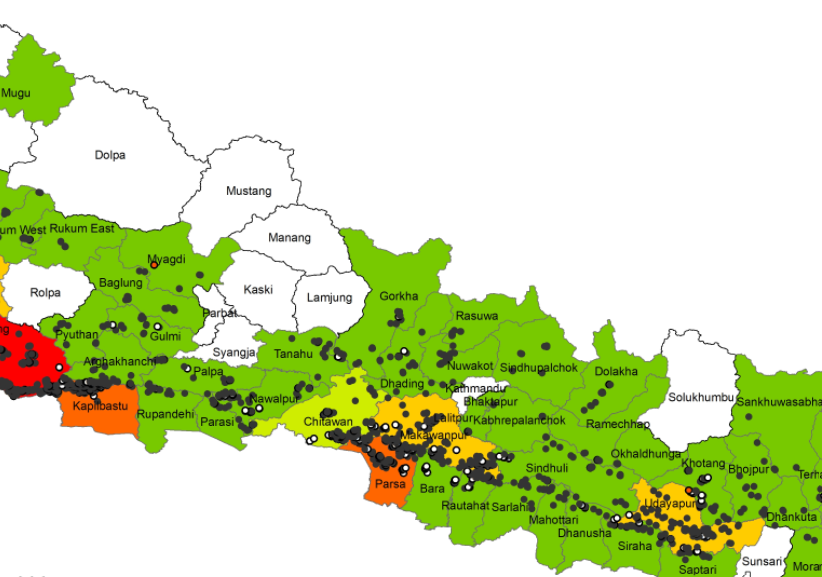 Mugu
Dolpa
Mustang
um West
Rukum East
Manang
Myagdi
Baglung
Kaski
Rolpa
Lamjung
Gorkha
Parbat
Rasuwa
ng
Pyuthan
Gulmi
Syangja
Tanahu
Arghakhanchi
Palpa
Nuwakot
Sindhupalchok
Dolakha
Dhading
Kathmandu
Bhaktapur
Solukhumbu
Sankhuwasabha
Kapilbastu
Rupandehi
Nawalpur
Parasi
Chitawan
Lalitpur
Kabhrepalanchok
Ramechhap
Makawanpur
Okhaldhunga
Khotang
Bhojpur
Sindhuli
Terha
Parsa
Bara
Rautahat
Sarlahi
Mahottari
Dhanusha
Udayapur
Dhankuta
Siraha
Saptari
Sunsari
Moran